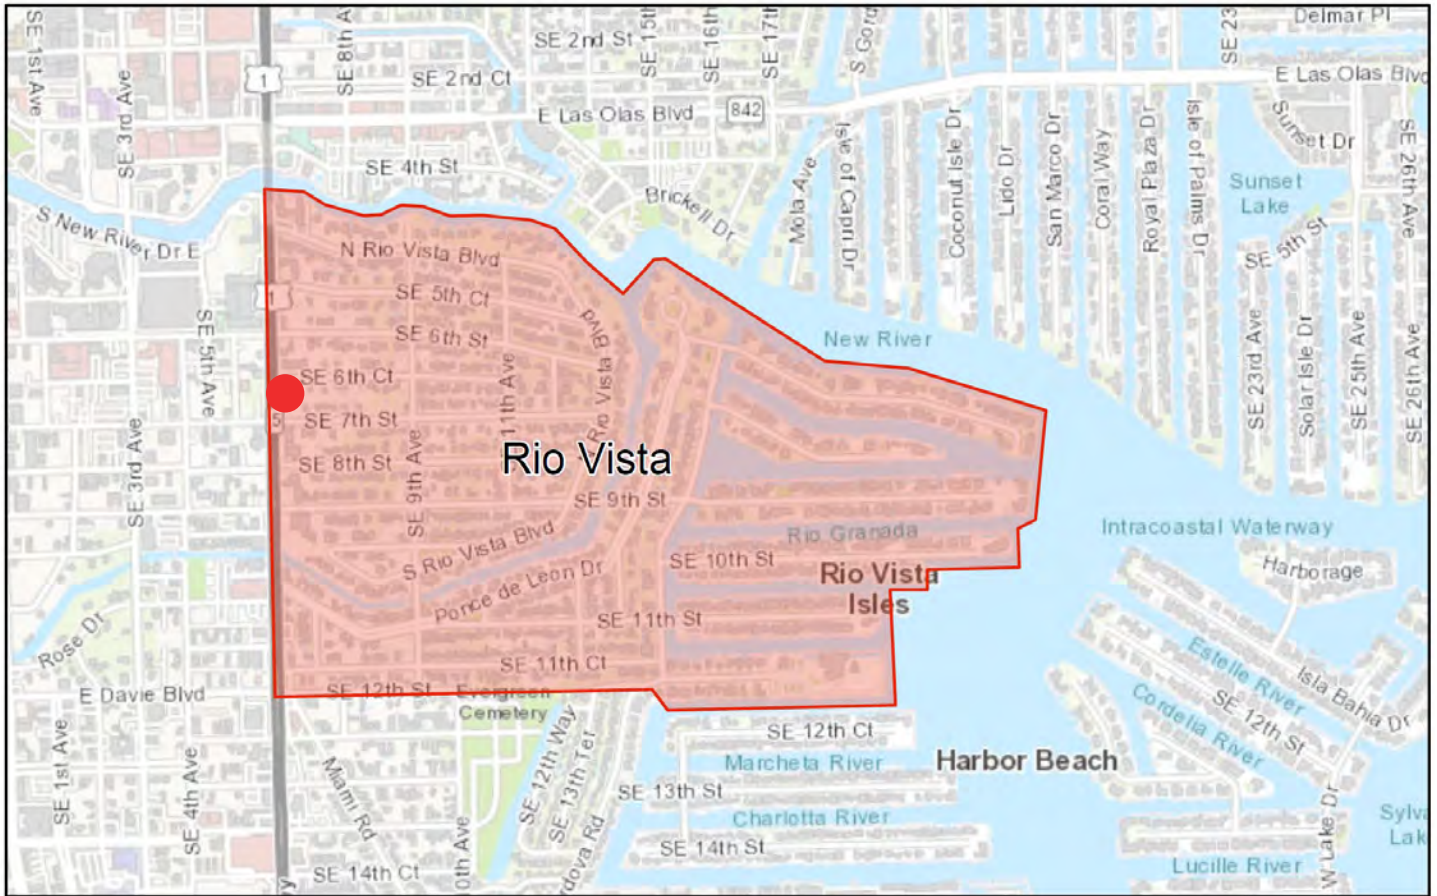 SE 1st Ave
SE 3rd Ave
1
SE 8th A
SE 2nd St
SE 2nd Ct
SE 15th
SE 16th
SE 17th
S Gord
E Las Olas Blvd
842
SE 23
Delmar Pl
E Las Olas Blvd
Sunset Dr
SE 26th Ave
SE 4th St
Brickell Dr
Mola Ave
Isle of Capri Dr
Coconut Isle Dr
Lido Dr
San Marco Dr
Coral Way
Royal Plaza Dr
Isle of Palms Dr
Sunset
Lake
SE 5th St
S New River Dr E
N Rio Vista Blvd
SE 5th Ct
1
SE 5th Ave
SE 6th St
Rio Vista Blvd
New River
SE 23rd Ave
Solar Isle Dr
SE 25th Ave
SE 26th Ave
SE 6th Ct
11th Ave
SE 7th St
5
SE 8th St
SE 9th Ave
SE 3rd Ave
Rio Vista
SE 9th St
S Rio Vista Blvd
Ponce de Leon Dr
Rio Granada
SE 10th St
Rio Vista
Isles
Intracoastal Waterway
Harborage
SE 11th St
SE 11th Ct
Rose Dr
E Davie Blvd
SE 12th St
Evergreen
Cemetery
Estelle River
Isla Bahia Dr
SE 12th St
Cordelia River
SE 1st Ave
SE 4th Ave
Miami Rd
10th Ave
SE 12th Way
SE 13th Ter
SE 12th Ct
Marcheta River
Harbor Beach
SE 13th St
Charlotta River
dova Rd
SE 14th St
SE 14th Ct
y
Lucille River
W Lake Dr
Sylva
Lak